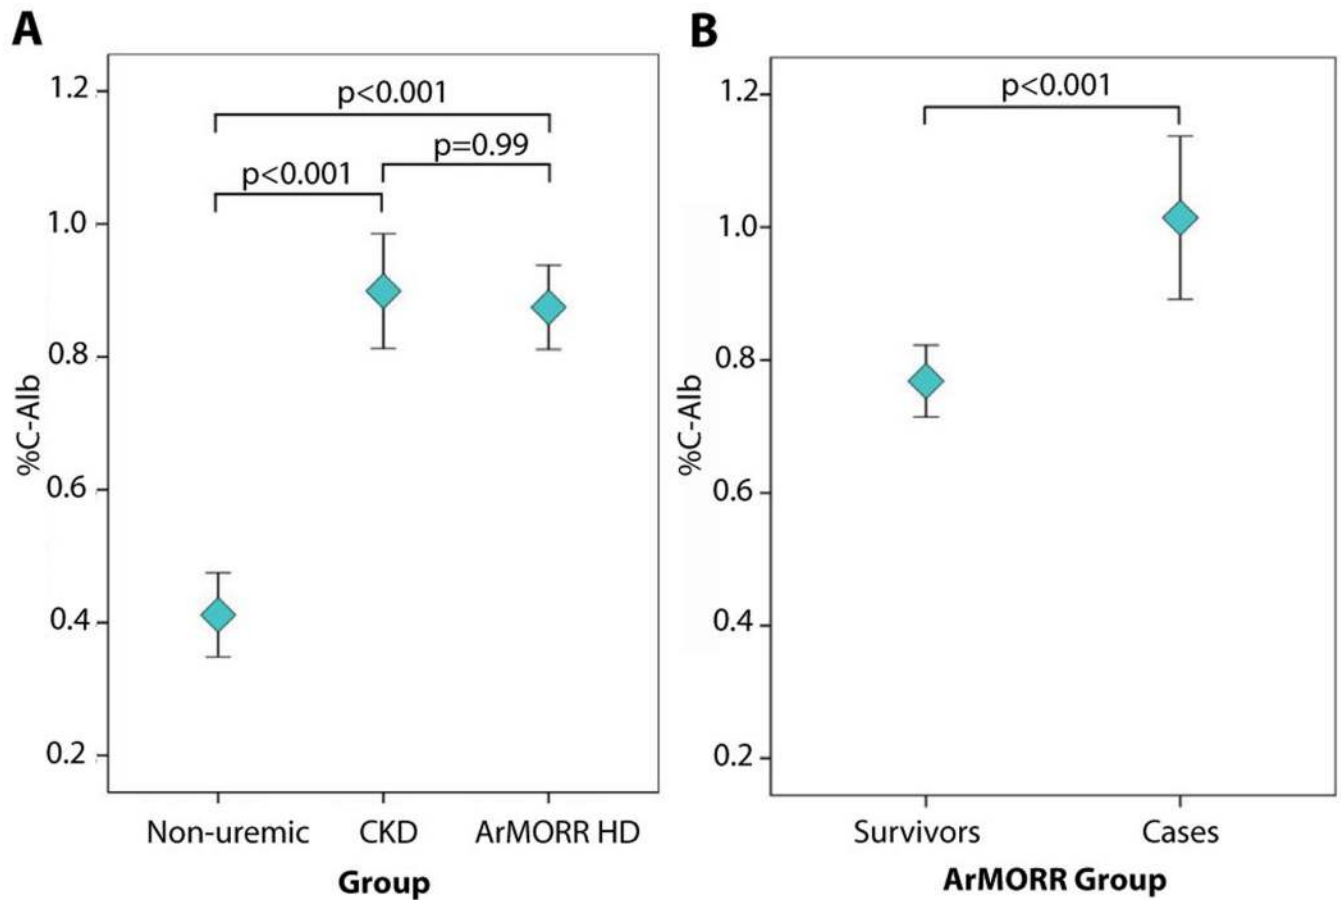 A
1.2
1.0
0.8
0.6
0.4
0.2
%C-Alb
p<0.001
p=0.99
p<0.001
Non-uremic CKD ArMORR HD
Group
B
1.2
1.0
0.8
0.6
0.4
0.2
%C-Alb
p<0.001
Survivors Cases
ArMORR Group